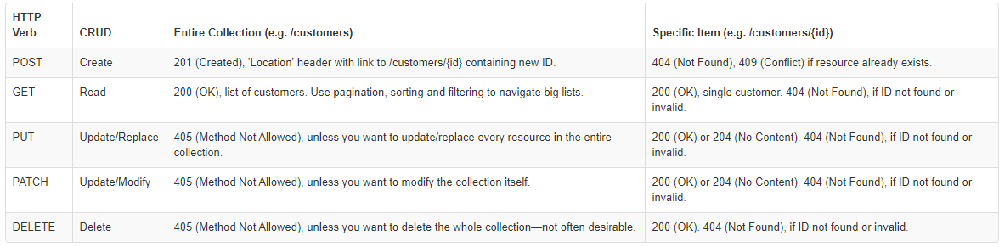 HTTP
Verb CRUD Entire Collection (e.g. /customers) Specific Item (e.g. /customers/{id})
POST Create 201 (Created), 'Location' header with link to /customers/{id} containing new ID. 404 (Not Found), 409 (Conflict) if resource already exists..
GET Read 200 (OK), list of customers. Use pagination, sorting and filtering to navigate big lists. 200 (OK), single customer. 404 (Not Found), if ID not found or
invalid.
PUT Update/Replace 405 (Method Not Allowed), unless you want to update/replace every resource in the entire
collection. 200 (OK) or 204 (No Content). 404 (Not Found), if ID not found or
invalid.
PATCH Update/Modify 405 (Method Not Allowed), unless you want to modify the collection itself. 200 (OK) or 204 (No Content). 404 (Not Found), if ID not found or
invalid.
DELETE Delete 405 (Method Not Allowed), unless you want to delete the whole collection—not often desirable. 200 (OK). 404 (Not Found), if ID not found or invalid.